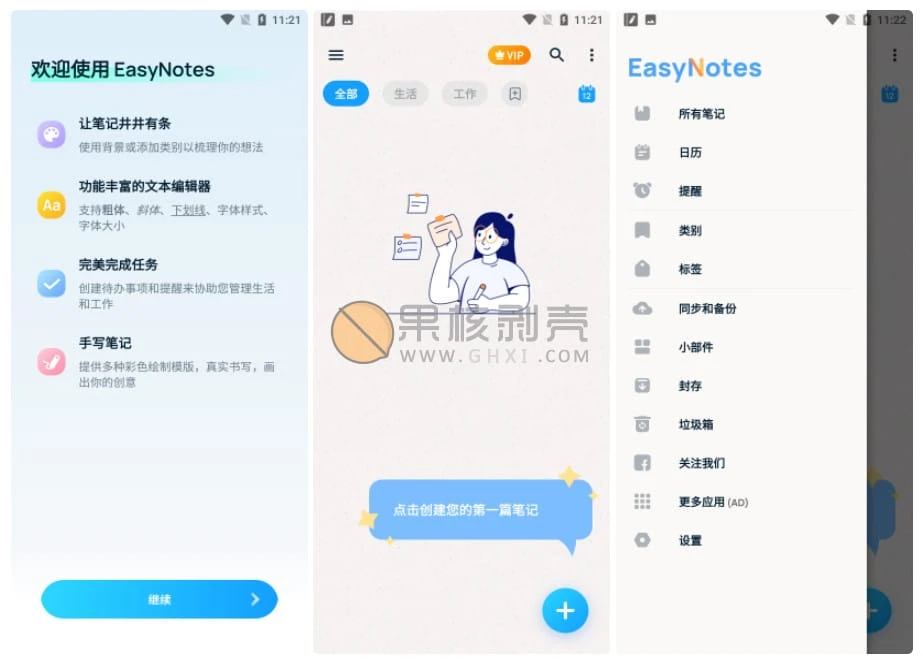 11:21
欢迎使用 EasyNotes
让笔记井井有条
使用背景或添加类别以梳理你的想法
Aa
功能丰富的文本编辑器
支持粗体、斜体、下划线、字体样式、
字体大小
完美完成任务
创建待办事项和提醒来协助您管理生活
和工作
手写笔记
提供多种彩色绘制模版，真实书写，画
出你的创意
继续
11:21
VIP
全部
生活
工作
12
果核剥壳
WWW.GHXI.COM
点击创建您的第一篇笔记
11:22
EasyNotes
所有笔记
日历
提醒
类别
标签
同步和备份
小部件
封存
垃圾箱
关注我们
更多应用 (AD)
设置
12